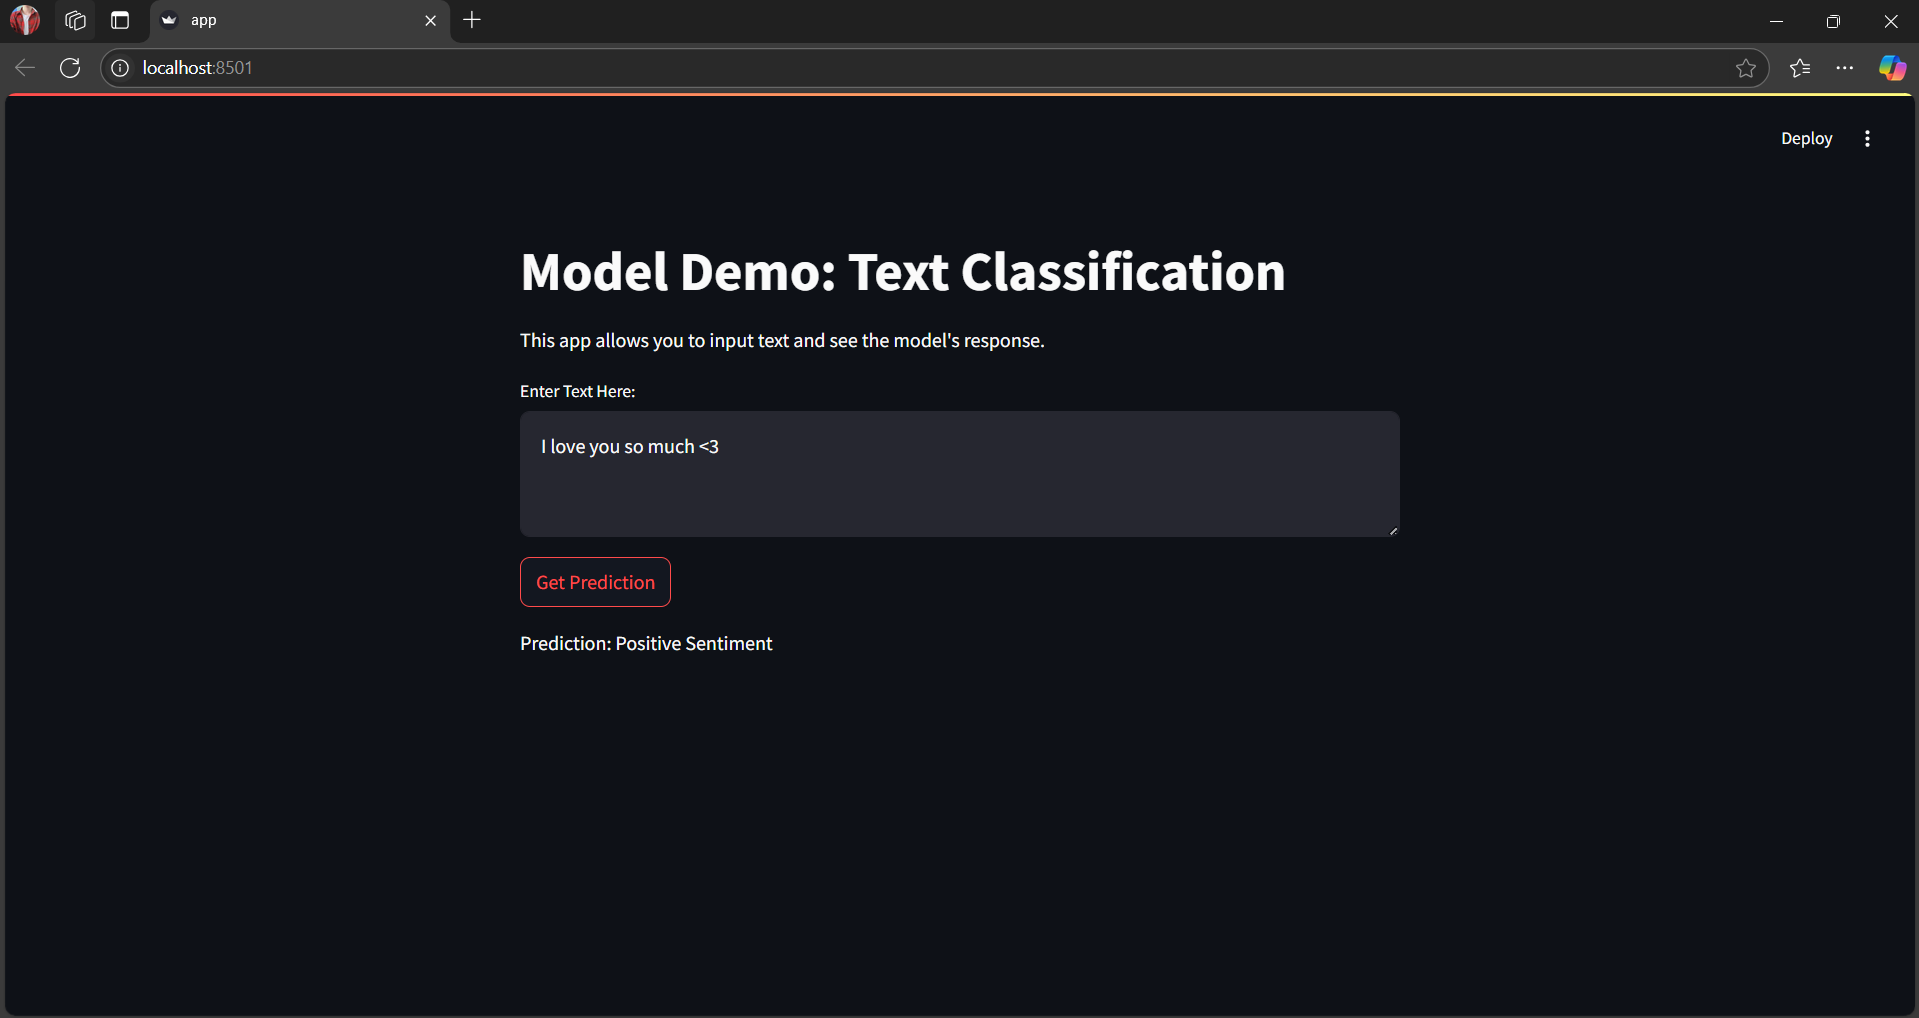 app
localhost:8501
Deploy
Model Demo: Text Classification
This app allows you to input text and see the model's response.
Enter Text Here:
I love you so much <3
Get Prediction
Prediction: Positive Sentiment